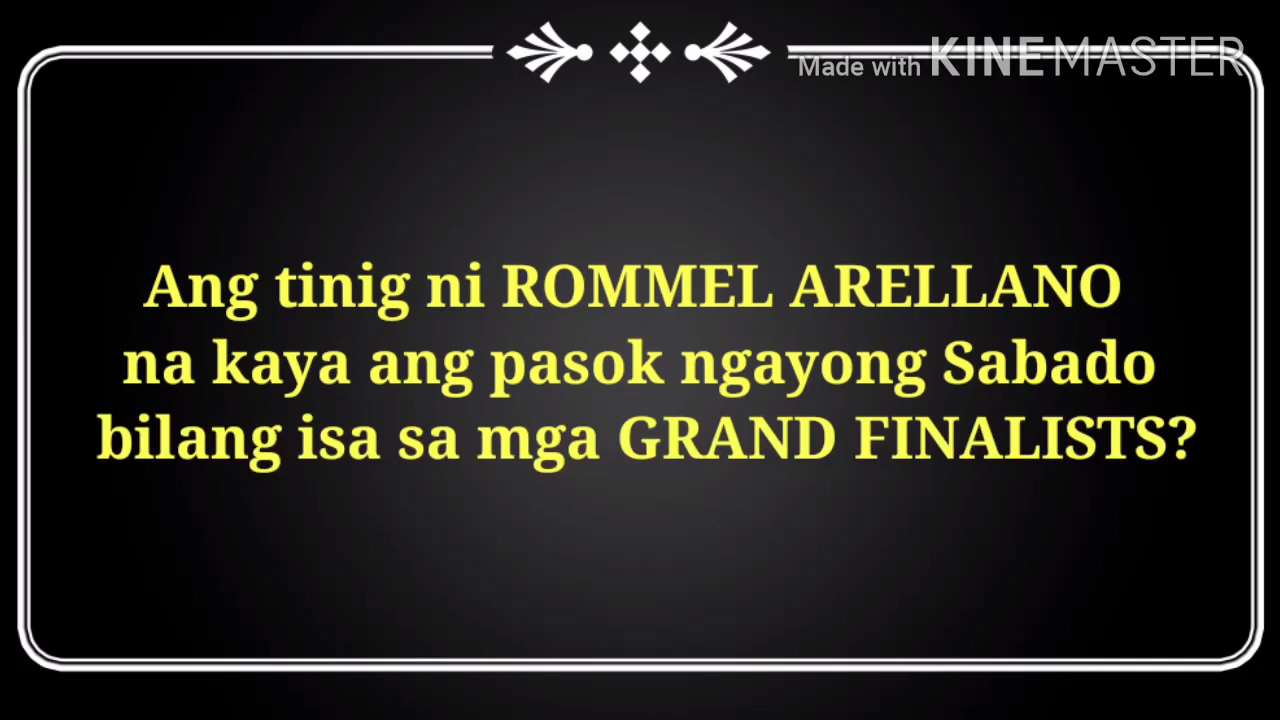 Made with KINEMASTER
Ang tinig ni ROMMEL ARELLANO
na kaya ang pasok ngayong Sabado
bilang isa sa mga GRAND FINALISTS?